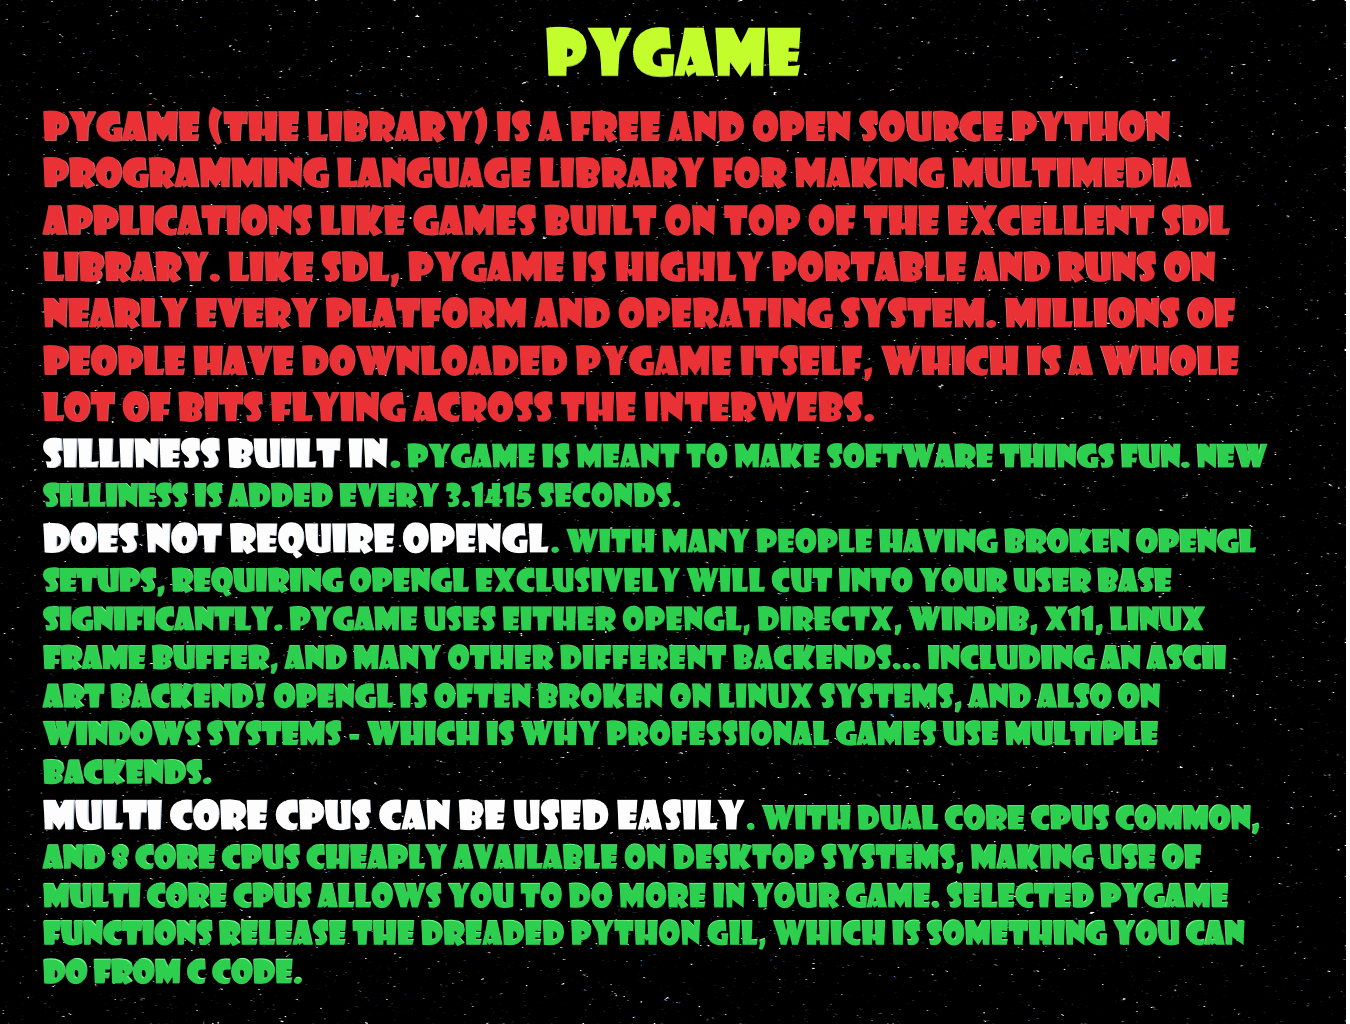 PYGAME
PYGAME (THE LIBRARY) IS A FREE AND OPEN SOURCE PYTHON
PROGRAMMING LANGUAGE LIBRARY FOR MAKING MULTIMEDIA
APPLICATIONS LIKE GAMES BUILT ON TOP OF THE EXCELLENT SDL
LIBRARY. LIKE SDL, PYGAME IS HIGHLY PORTABLE AND RUNS ON
NEARLY EVERY PLATFORM AND OPERATING SYSTEM. MILLIONS OF
PEOPLE HAVE DOWNLOADED PYGAME ITSELF, WHICH IS A WHOLE
LOT OF BITS FLYING ACROSS THE INTERWEBS.
SILLINESS BUILT IN. PYGAME IS MEANT TO MAKE SOFTWARE THINGS FUN. NEW
SILLINESS IS ADDED EVERY 3.1415 SECONDS.
DOES NOT REQUIRE OPENGL. WITH MANY PEOPLE HAVING BROKEN OPENGL
SETUPS, REQUIRING OPENGL EXCLUSIVELY WILL CUT INTO YOUR USER BASE
SIGNIFICANTLY. PYGAME USES EITHER OPENGL, DIRECTX, WINDIB, X11, LINUX
FRAME BUFFER, AND MANY OTHER DIFFERENT BACKENDS... INCLUDING AN ASCII
ART BACKEND! OPENGL IS OFTEN BROKEN ON LINUX SYSTEMS, AND ALSO ON
WINDOWS SYSTEMS - WHICH IS WHY PROFESSIONAL GAMES USE MULTIPLE
BACKENDS.
MULTI CORE CPUS CAN BE USED EASILY. WITH DUAL CORE CPUS COMMON,
AND 8 CORE CPUS CHEAPLY AVAILABLE ON DESKTOP SYSTEMS, MAKING USE OF
MULTI CORE CPUS ALLOWS YOU TO DO MORE IN YOUR GAME. SELECTED PYGAME
FUNCTIONS RELEASE THE DREADED PYTHON GIL, WHICH IS SOMETHING YOU CAN
DO FROM C CODE.